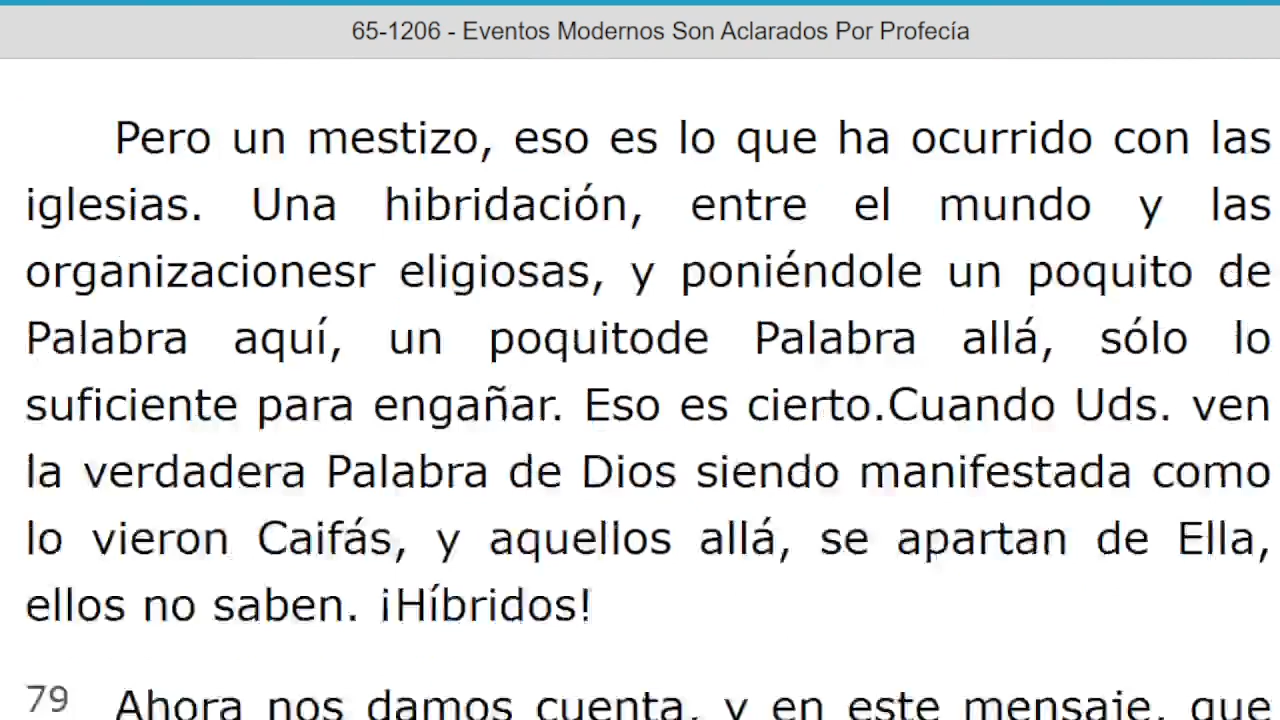 65-1206 - Eventos Modernos Son Aclarados Por Profecía
Pero un mestizo, eso es lo que ha ocurrido con las
iglesias. Una hibridación, entre el mundo y las
organizacionesr eligiosas, y poniéndole un poquito de
Palabra aquí, un poquitode Palabra allá, sólo lo
suficiente para engañar. Eso es cierto.Cuando Uds. ven
la verdadera Palabra de Dios siendo manifestada como
lo vieron Caifás, y aquellos allá, se apartan de Ella,
ellos no saben. ¡Híbridos!
79 Ahora nos damos cuenta, y en este mensaje, que